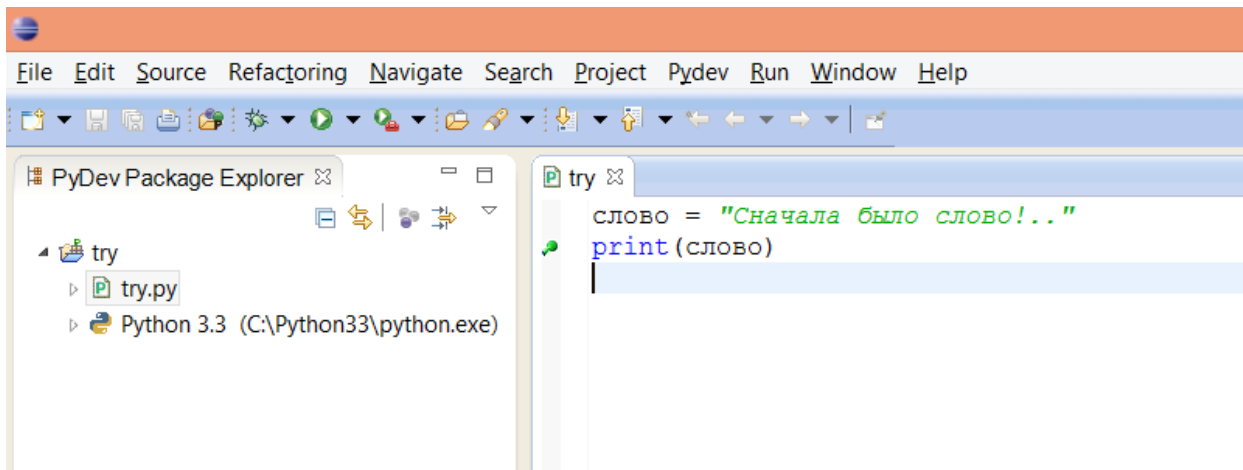 File Edit Source Refactoring Navigate Search Project Pydev Run Window Help
PyDev Package Explorer
try
try.py
Python 3.3 (C:\Python33\python.exe)
try
слово = "Сначала было слово!.."
print(слово)